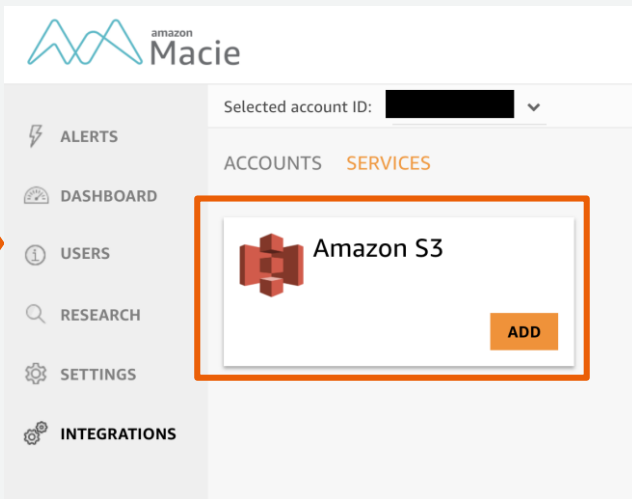 amazon
Macie
Selected account ID:
ALERTS
ACCOUNTS SERVICES
DASHBOARD
Amazon S3
USERS
RESEARCH
ADD
SETTINGS
INTEGRATIONS